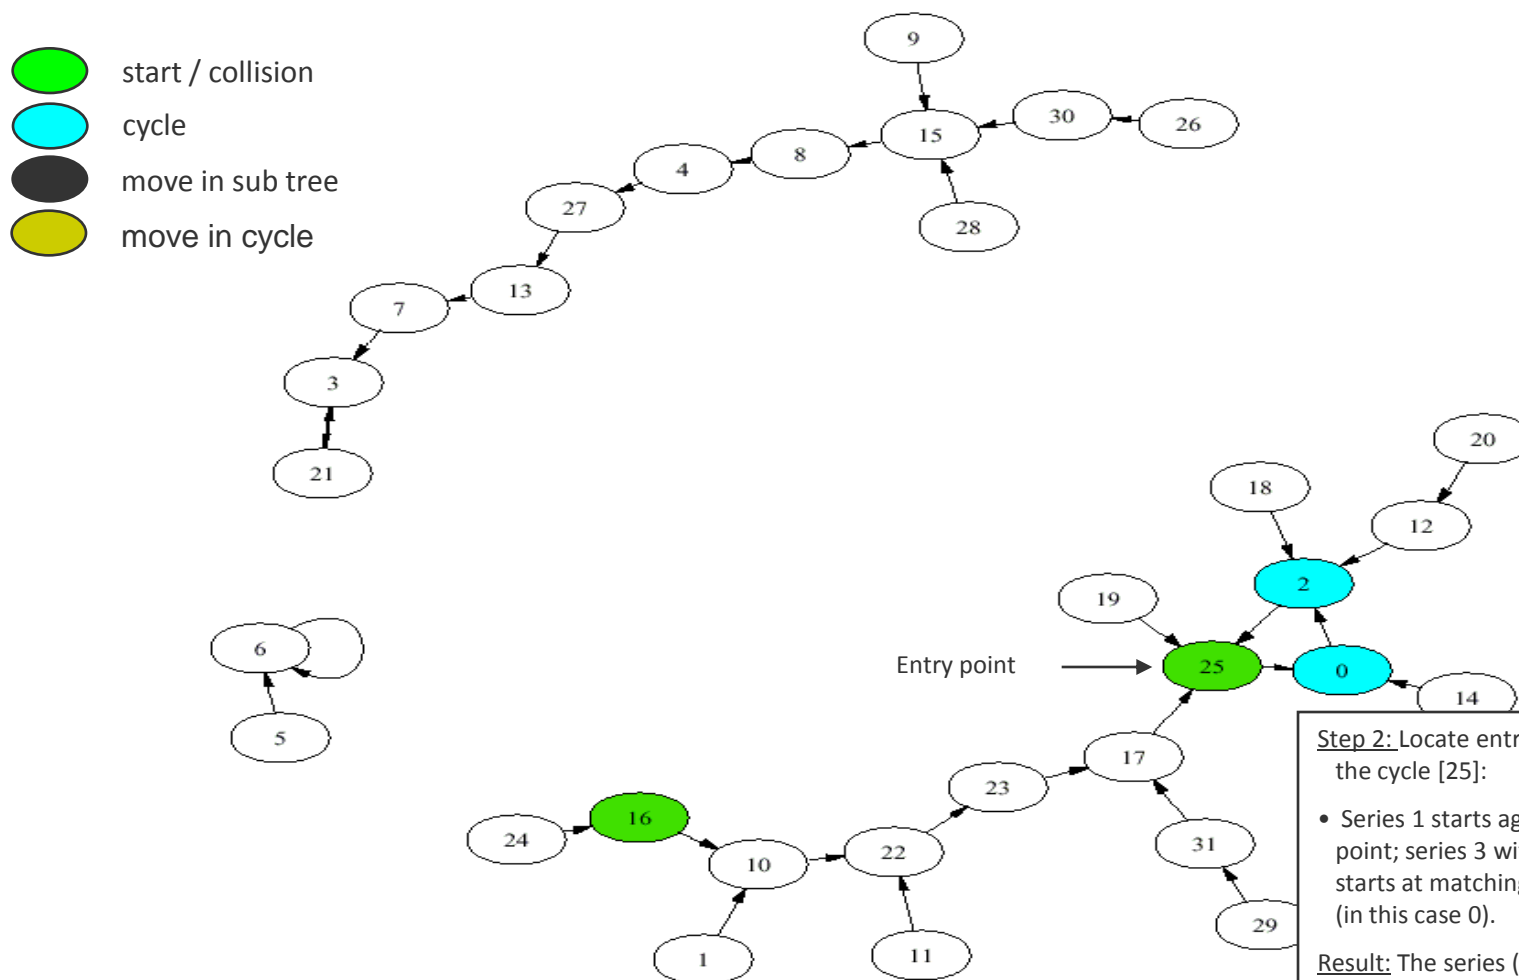 start / collision
cycle
move in sub tree
move in cycle
9
15
30
26
8
4
28
27
13
7
3
21
20
18
12
2
19
6
Entry point
25
0
14
5
17
23
16
24
22
10
31
29
11
1
Step 2: Locate entr
the cycle [25]:
• Series 1 starts ag
point; series 3 wi
starts at matching
(in this case 0).
Result: The series (